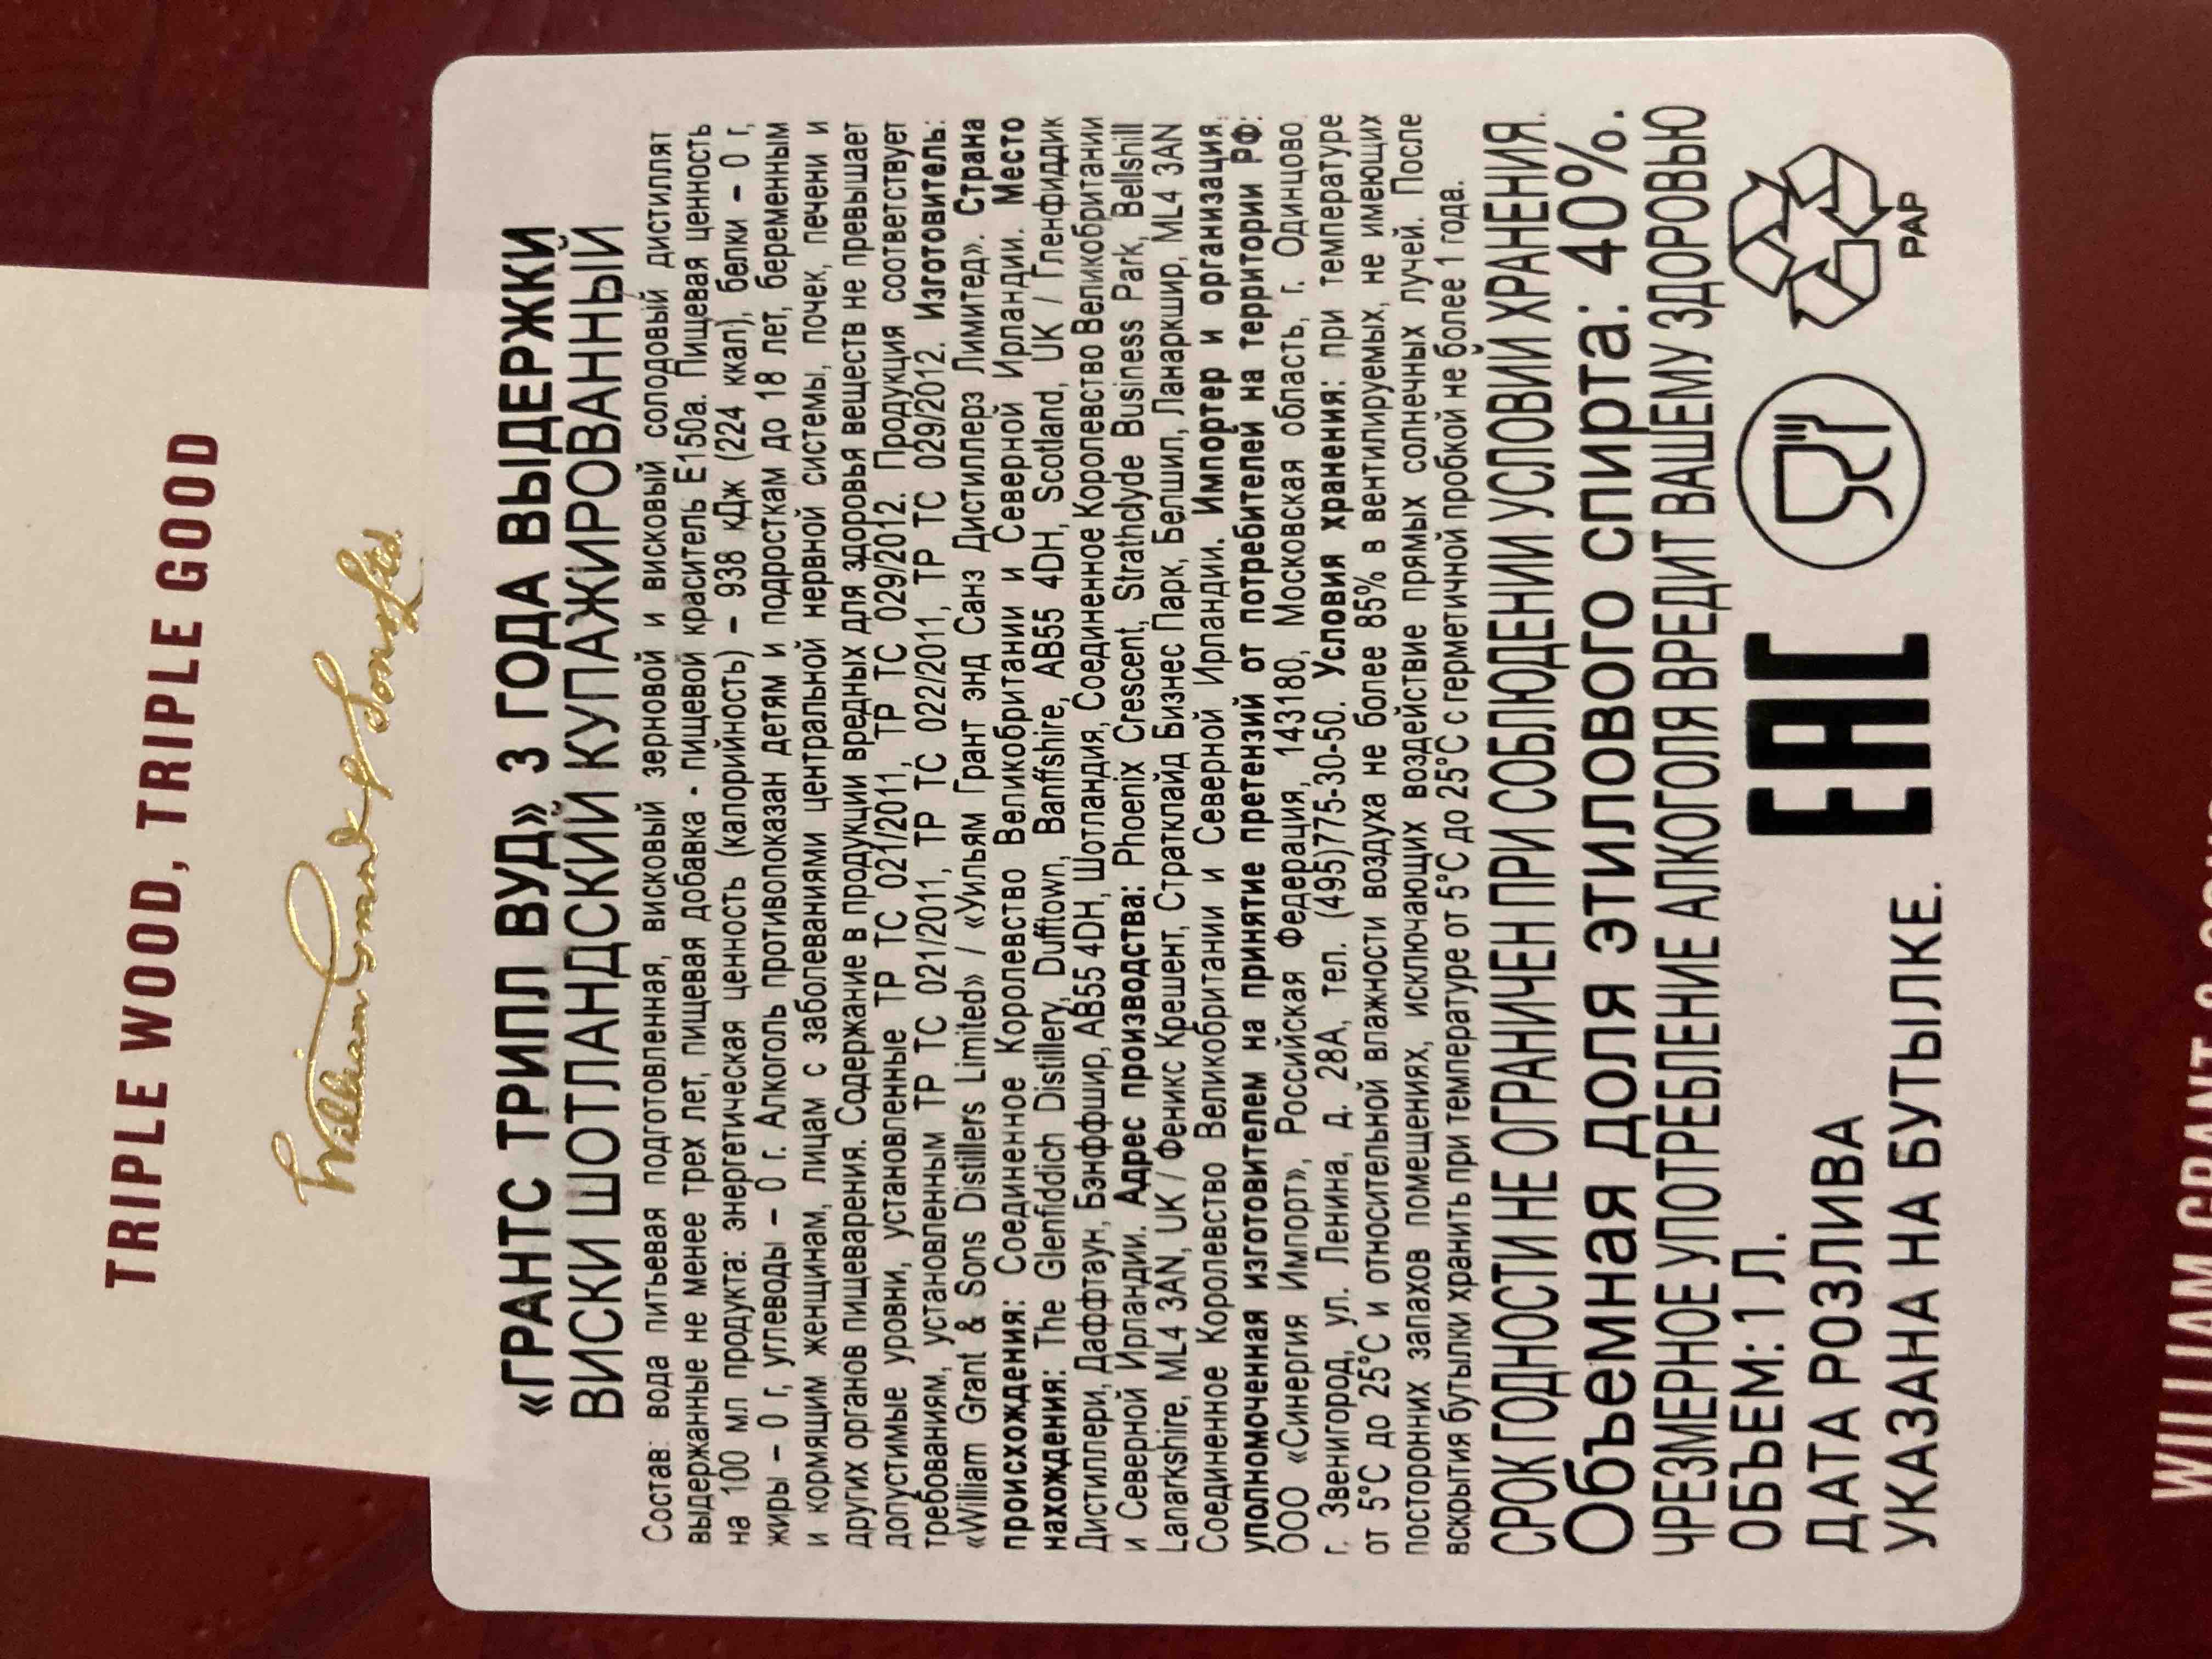 TRIPLE WOOD, TRIPLE GOOD
William Grant & Sons Ltd.
«ГРАНТС ТРИПЛ ВУД» 3 ГОДА ВЫДЕРЖКИ
ВИСКИ ШОТЛАНДСКИЙ КУПАЖИРОВАННЫЙ
Состав: вода питьевая подготовленная, висковый зерновой и висковый солодовый дистиллят
выдержанные не менее трех лет, пищевая добавка - пищевой краситель Е150а. Пищевая ценность
на 100 мл продукта: энергетическая ценность (калорийность) – 938 кДж (224 ккал), белки – 0 г,
жиры – 0 г, углеводы – 0 г. Алкоголь противопоказан детям и подросткам до 18 лет, беременным
и кормящим женщинам, лицам с заболеваниями центральной нервной системы, почек, печени и
других органов пищеварения. Содержание в продукции вредных для здоровья веществ не превышает
допустимые уровни, установленные ТР ТС 021/2011, ТР ТС 029/2012. Продукция соответствует
требованиям, установленным ТР ТС 021/2011, ТР ТС 022/2011, ТР ТС 029/2012. Изготовитель:
«William Grant & Sons Distillers Limited» / «Уильям Грант энд Санз Дистиллерз Лимитед». Страна
происхождения: Соединенное Королевство Великобритании и Северной Ирландии. Место
нахождения: The Glenfiddich Distillery, Dufftown, Banffshire, AB55 4DH, Scotland, UK / Гленфиддик
Дистиллери, Даффтаун, Бэнффшир, AB55 4DH, Шотландия, Соединенное Королевство Великобритании
и Северной Ирландии. Адрес производства: Phoenix Crescent, Strathclyde Business Park, Bellshill
Lanarkshire, ML4 3AN, UK / Феникс Крешент, Стратклайд Бизнес Парк, Белшил, Ланаркшир, ML4 3AN
Соединенное Королевство Великобритании и Северной Ирландии. Импортер и организация,
уполномоченная изготовителем на принятие претензий от потребителей на территории РФ:
ООО «Синергия Импорт», Российская Федерация, 143180, Московская область, г. Одинцово,
г. Звенигород, ул. Ленина, д. 28А, тел. (495)775-30-50. Условия хранения: при температуре
от 5°С до 25°С и относительной влажности воздуха не более 85% в вентилируемых, не имеющих
посторонних запахов помещениях, исключающих воздействие прямых солнечных лучей. После
вскрытия бутылки хранить при температуре от 5°С до 25°С с герметичной пробкой не более 1 года.
СРОК ГОДНОСТИ НЕ ОГРАНИЧЕН ПРИ СОБЛЮДЕНИИ УСЛОВИЙ ХРАНЕНИЯ.
Объемная доля этилового спирта: 40%.
ЧРЕЗМЕРНОЕ УПОТРЕБЛЕНИЕ АЛКОГОЛЯ ВРЕДИТ ВАШЕМУ ЗДОРОВЬЮ
ОБЪЕМ: 1 Л.
ДАТА РОЗЛИВА
УКАЗАНА НА БУТЫЛКЕ.
EAC
PAP
WILLIAM GRANT &